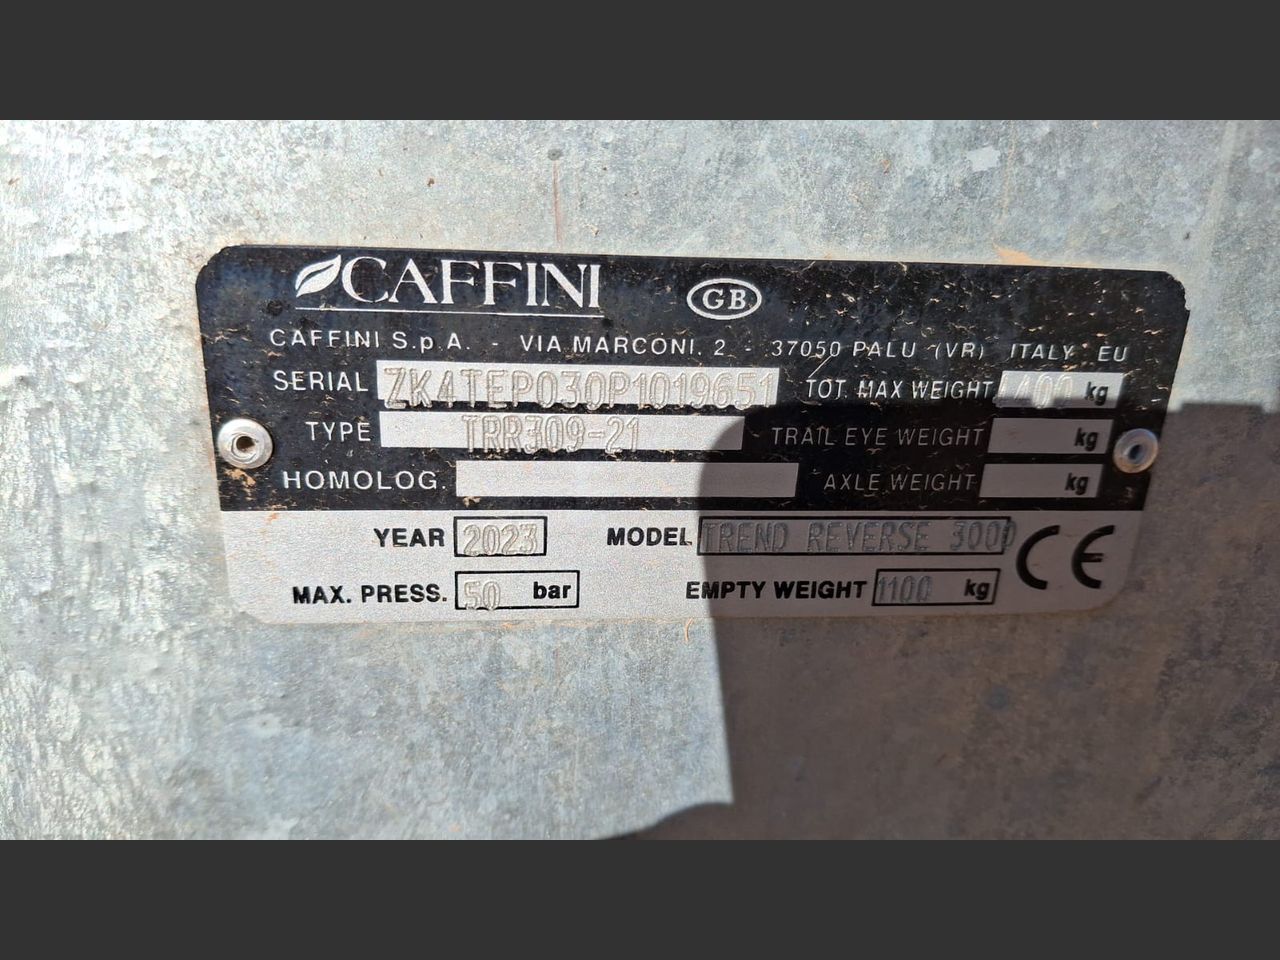 CAFFINI GB
CAFFINI S.p.A. - VIA MARCONI, 2 - 37050 PALU (VR) ITALY EU
SERIAL ZK4TEP030P1019651 TOT. MAX WEIGHT 4400 kg
TYPE TRR309-21 TRAIL EYE WEIGHT kg
HOMOLOG. AXLE WEIGHT kg
YEAR 2023 MODEL TREND REVERSE 3000 CE
MAX. PRESS. 50 bar EMPTY WEIGHT 1100 kg